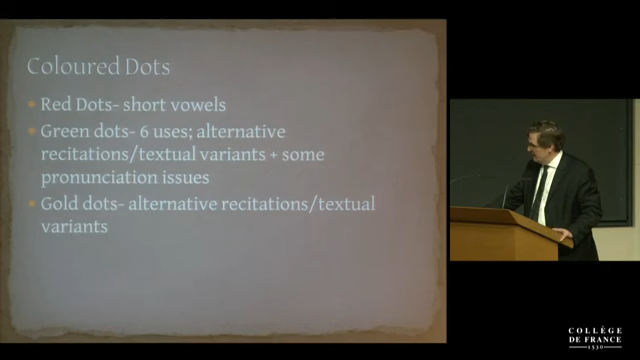 Coloured Dots
Red Dots- short vowels
Green dots- 6 uses; alternative
recitations/textual variants + some
pronunciation issues
Gold dots- alternative recitations/textual
variants
COLLÈGE
DE FRANCE
1530